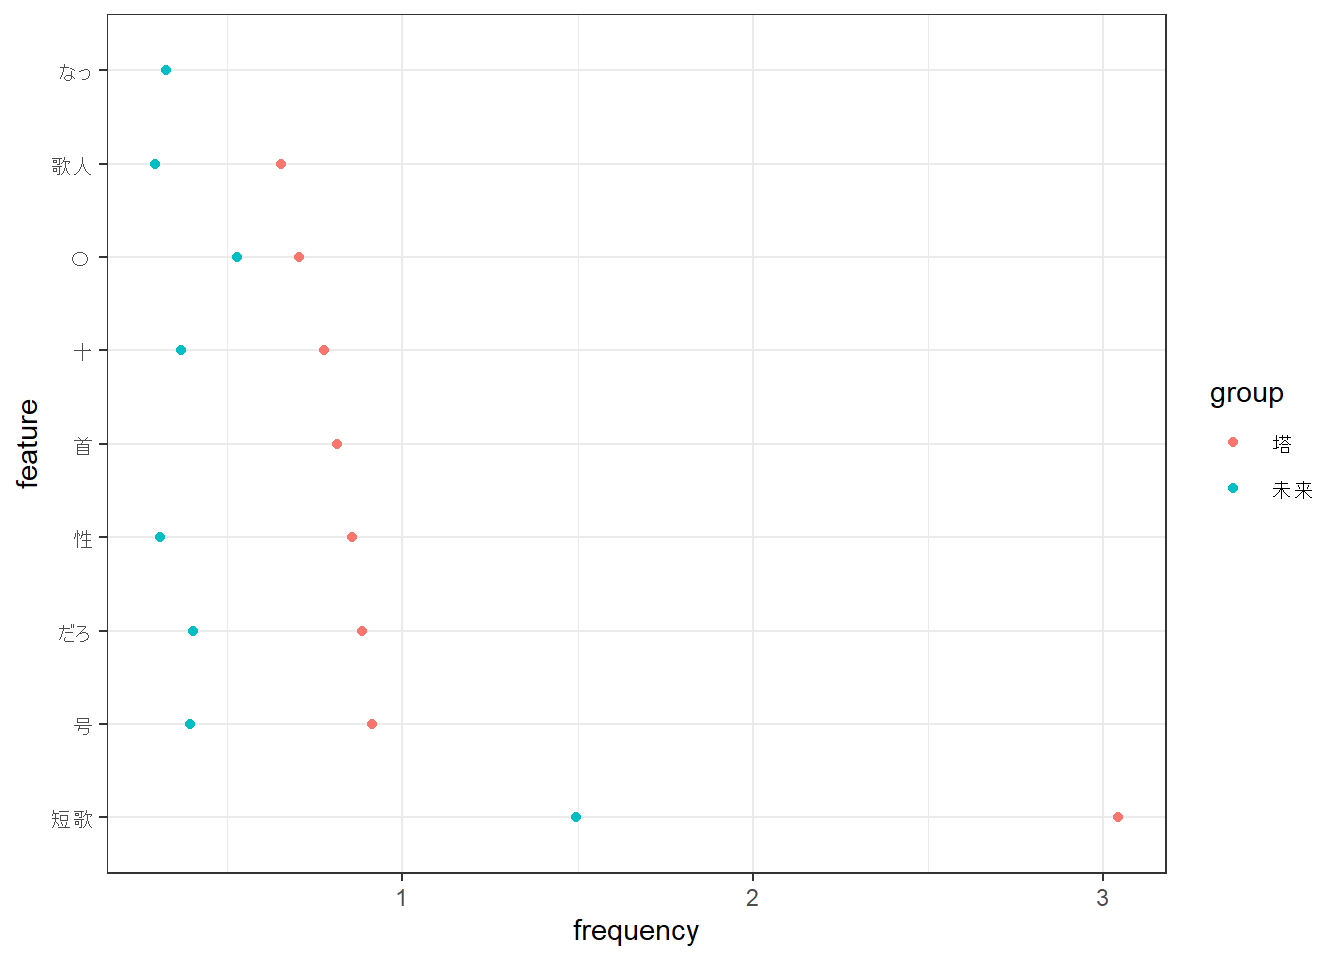 なっ
歌人
〇
十
首
性
だろ
号
短歌
feature
1 2 3
frequency
group
塔
未来